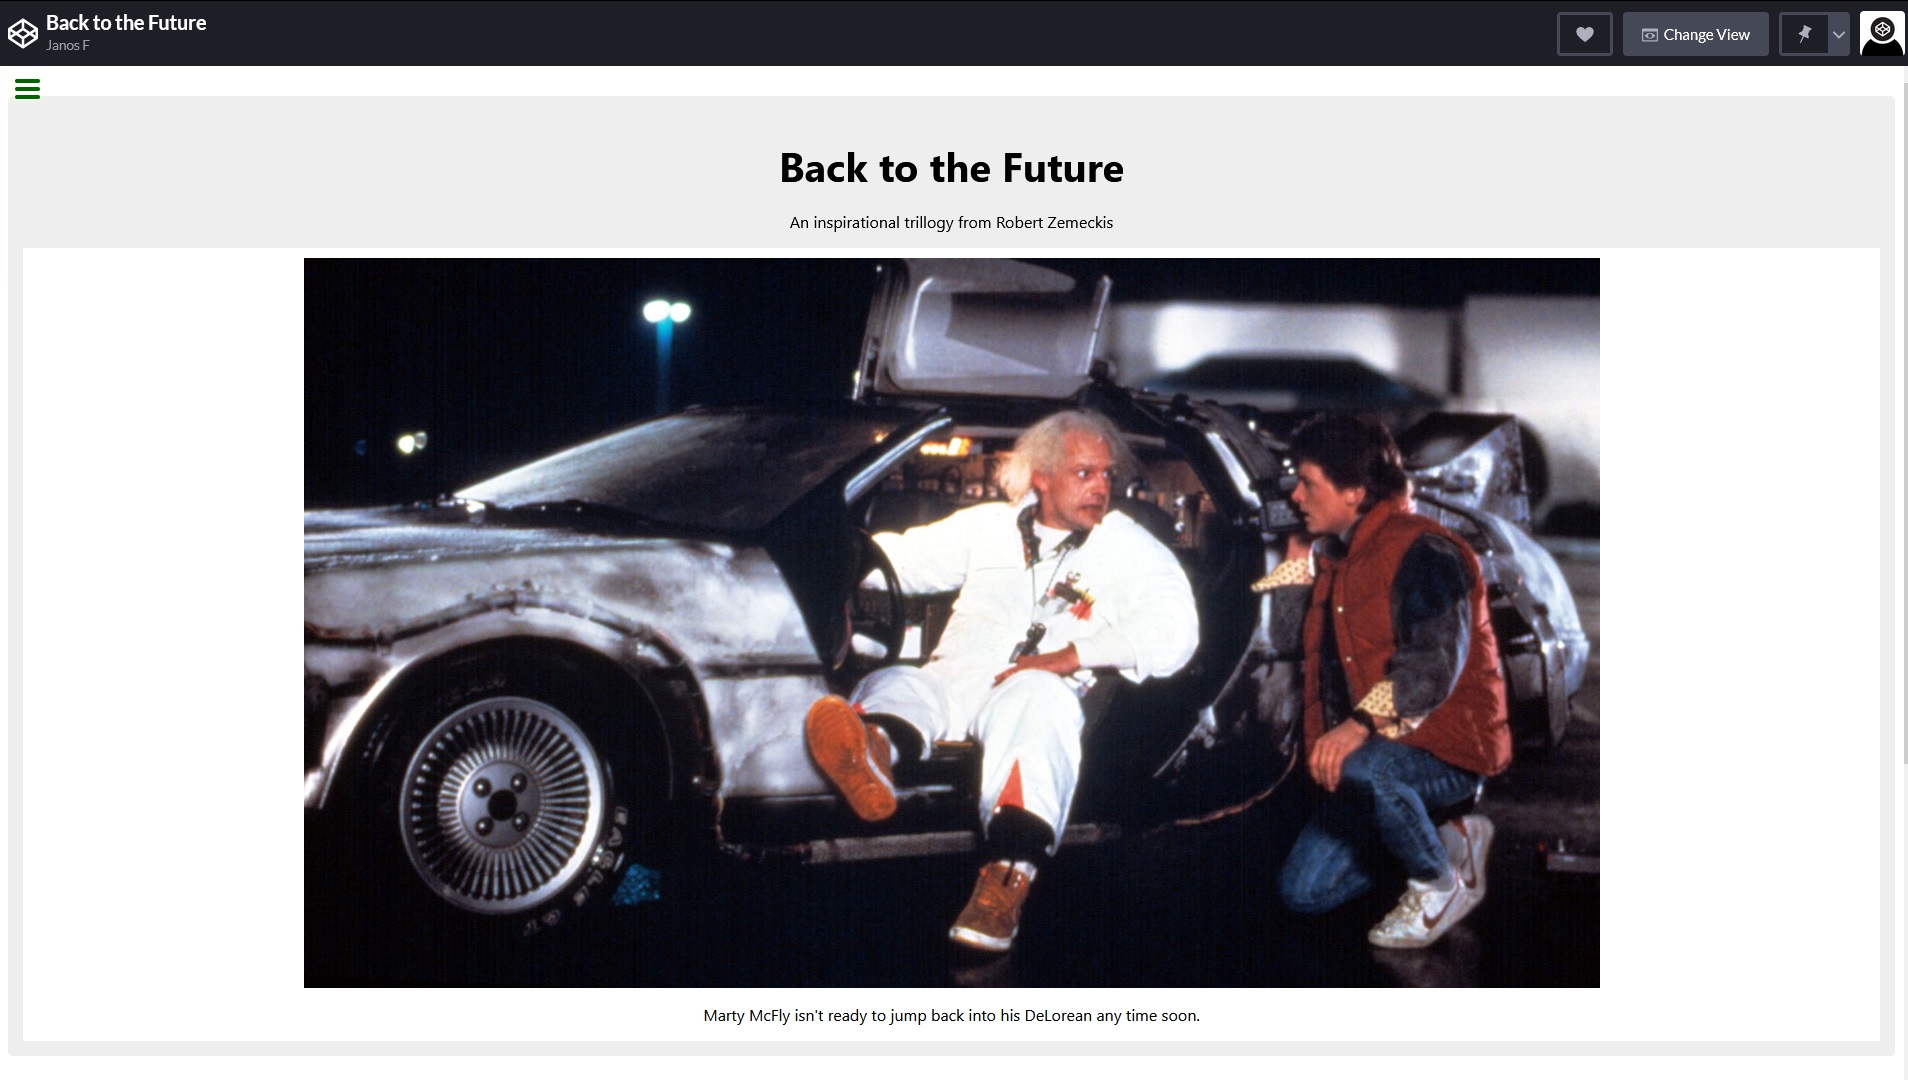 Back to the Future
Janos F
Change View
Back to the Future
An inspirational trillogy from Robert Zemeckis
Marty McFly isn't ready to jump back into his DeLorean any time soon.